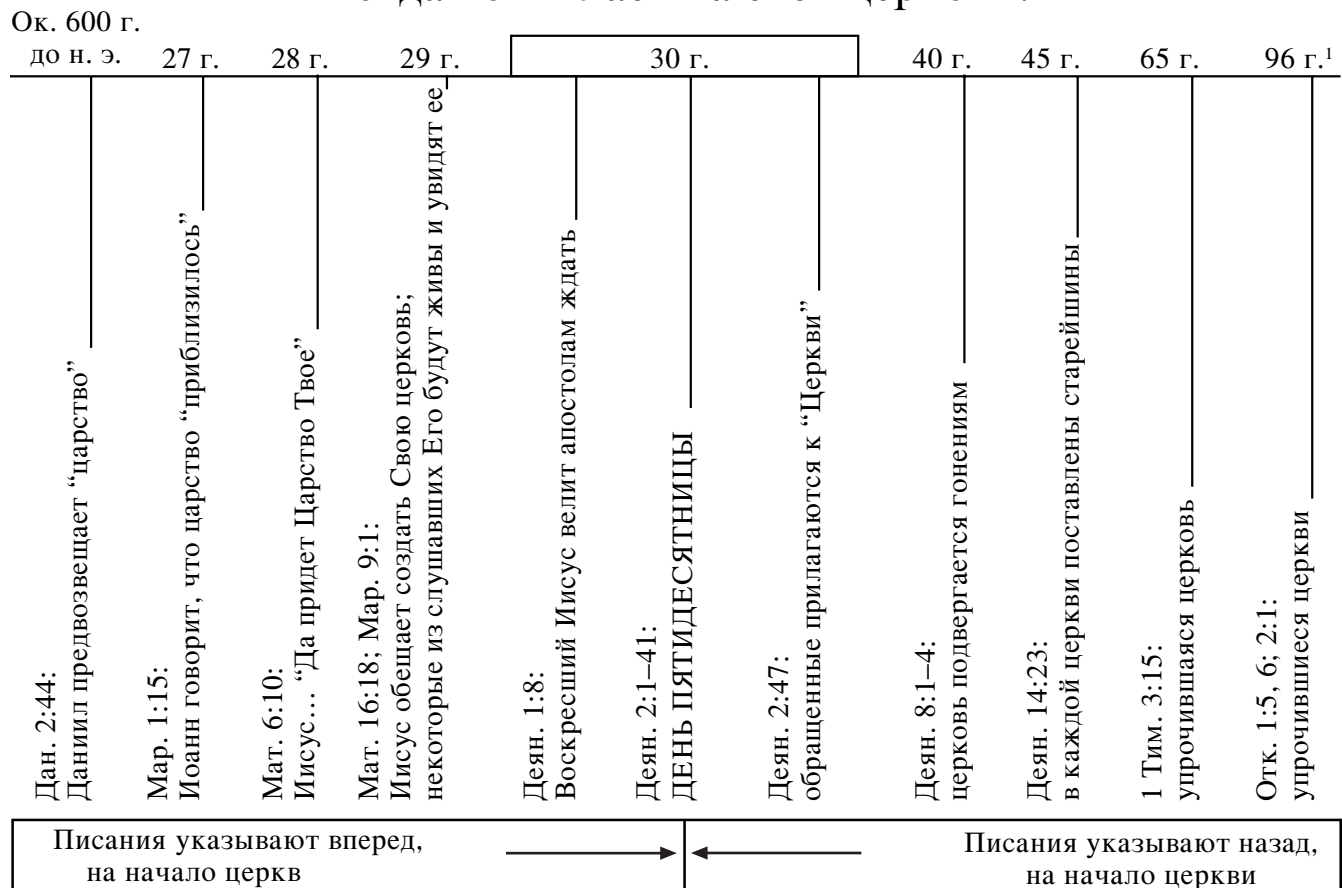 Ок. 600 г.
до н. э.
27 г.
28 г.
29 г.
30 г.
40 г.
45 г.
65 г.
96 г.¹
Дан. 2:44:
Даниил предвозвещает “царство”
Мар. 1:15:
Иоанн говорит, что царство “приблизилось”
Мат. 6:10:
Иисус… “Да придет Царство Твое”
Мат. 16:18; Мар. 9:1:
Иисус обещает создать Свою церковь;
некоторые из слушавших Его будут живы и увидят ее
Деян. 1:8:
Воскресший Иисус велит апостолам ждать
Деян. 2:1–41:
ДЕНЬ ПЯТИДЕСЯТНИЦЫ
Деян. 2:47:
обращенные прилагаются к “Церкви”
Деян. 8:1–4:
церковь подвергается гонениям
Деян. 14:23:
в каждой церкви поставлены старейшины
1 Тим. 3:15:
упрочившаяся церковь
Отк. 1:5, 6; 2:1:
упрочившиеся церкви
Писания указывают вперед,
на начало церкв
Писания указывают назад,
на начало церкви